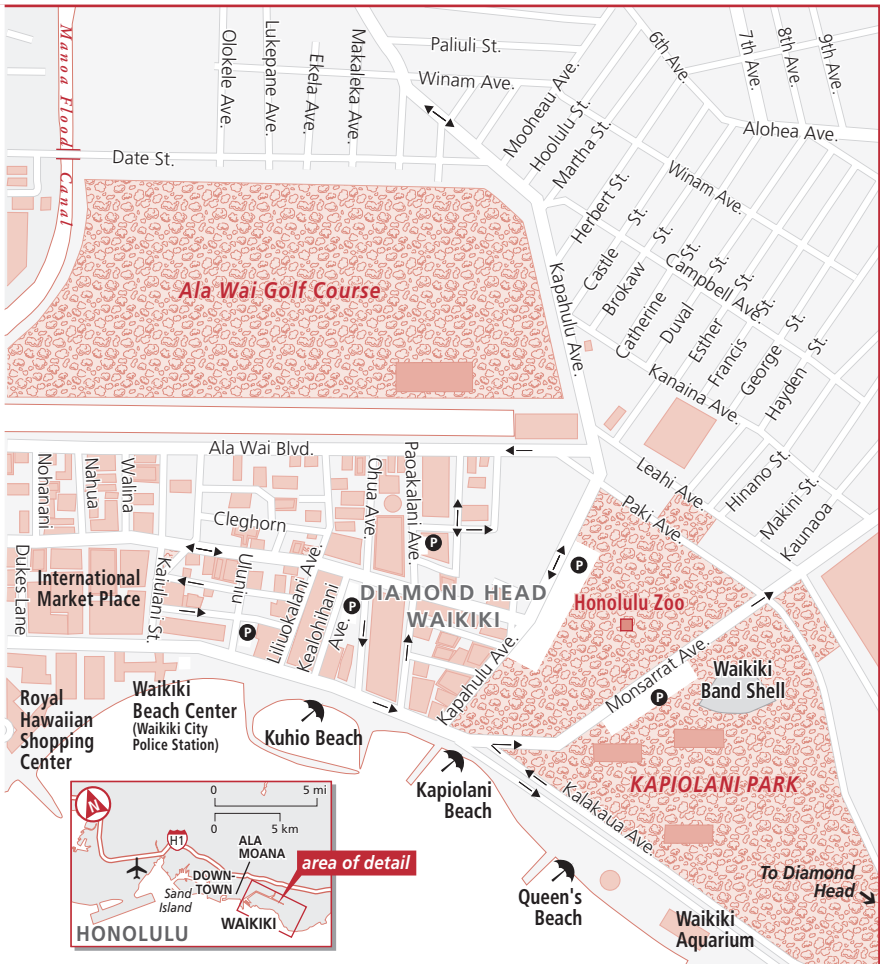 Manoa Flood Canal
Olokele Ave.
Lukepane Ave.
Ekela Ave.
Makaleka Ave.
Paliuli St.
Winam Ave.
Date St.
Mooheau Ave.
Hoolulu St.
Martha St.
6th Ave.
7th Ave.
8th Ave.
9th Ave.
Alohea Ave.
Winam Ave.
Herbert St.
Castle St.
Brokaw St.
Catherine St.
Duval St.
Esther St.
Francis St.
George St.
Hayden St.
Campbell Ave.
Kanaina Ave.
Kapahulu Ave.
Ala Wai Golf Course
Ala Wai Blvd.
Nohanani
Nahua
Walina
Cleghorn
Ohua Ave.
Paoakalani Ave.
Leahi Ave.
Paki Ave.
Hinano St.
Makini St.
Kaunaoa
Dukes Lane
International
Market Place
Kaiulani St.
Uluniu
Liliuokalani Ave.
Kealohilani
Ave.
P
P
P
P
P
DIAMOND HEAD
WAIKIKI
Honolulu Zoo
Kapahulu Ave.
Monsarrat Ave.
Waikiki
Band Shell
Royal
Hawaiian
Shopping
Center
Waikiki
Beach Center
(Waikiki City
Police Station)
Kuhio Beach
Kapiolani
Beach
KAPIOLANI PARK
Kalakaua Ave.
Queen's
Beach
Waikiki
Aquarium
To Diamond
Head
N
0 5 mi
0 5 km
H1
ALA
MOANA
area of detail
DOWN-
TOWN
Sand
Island
WAIKIKI
HONOLULU